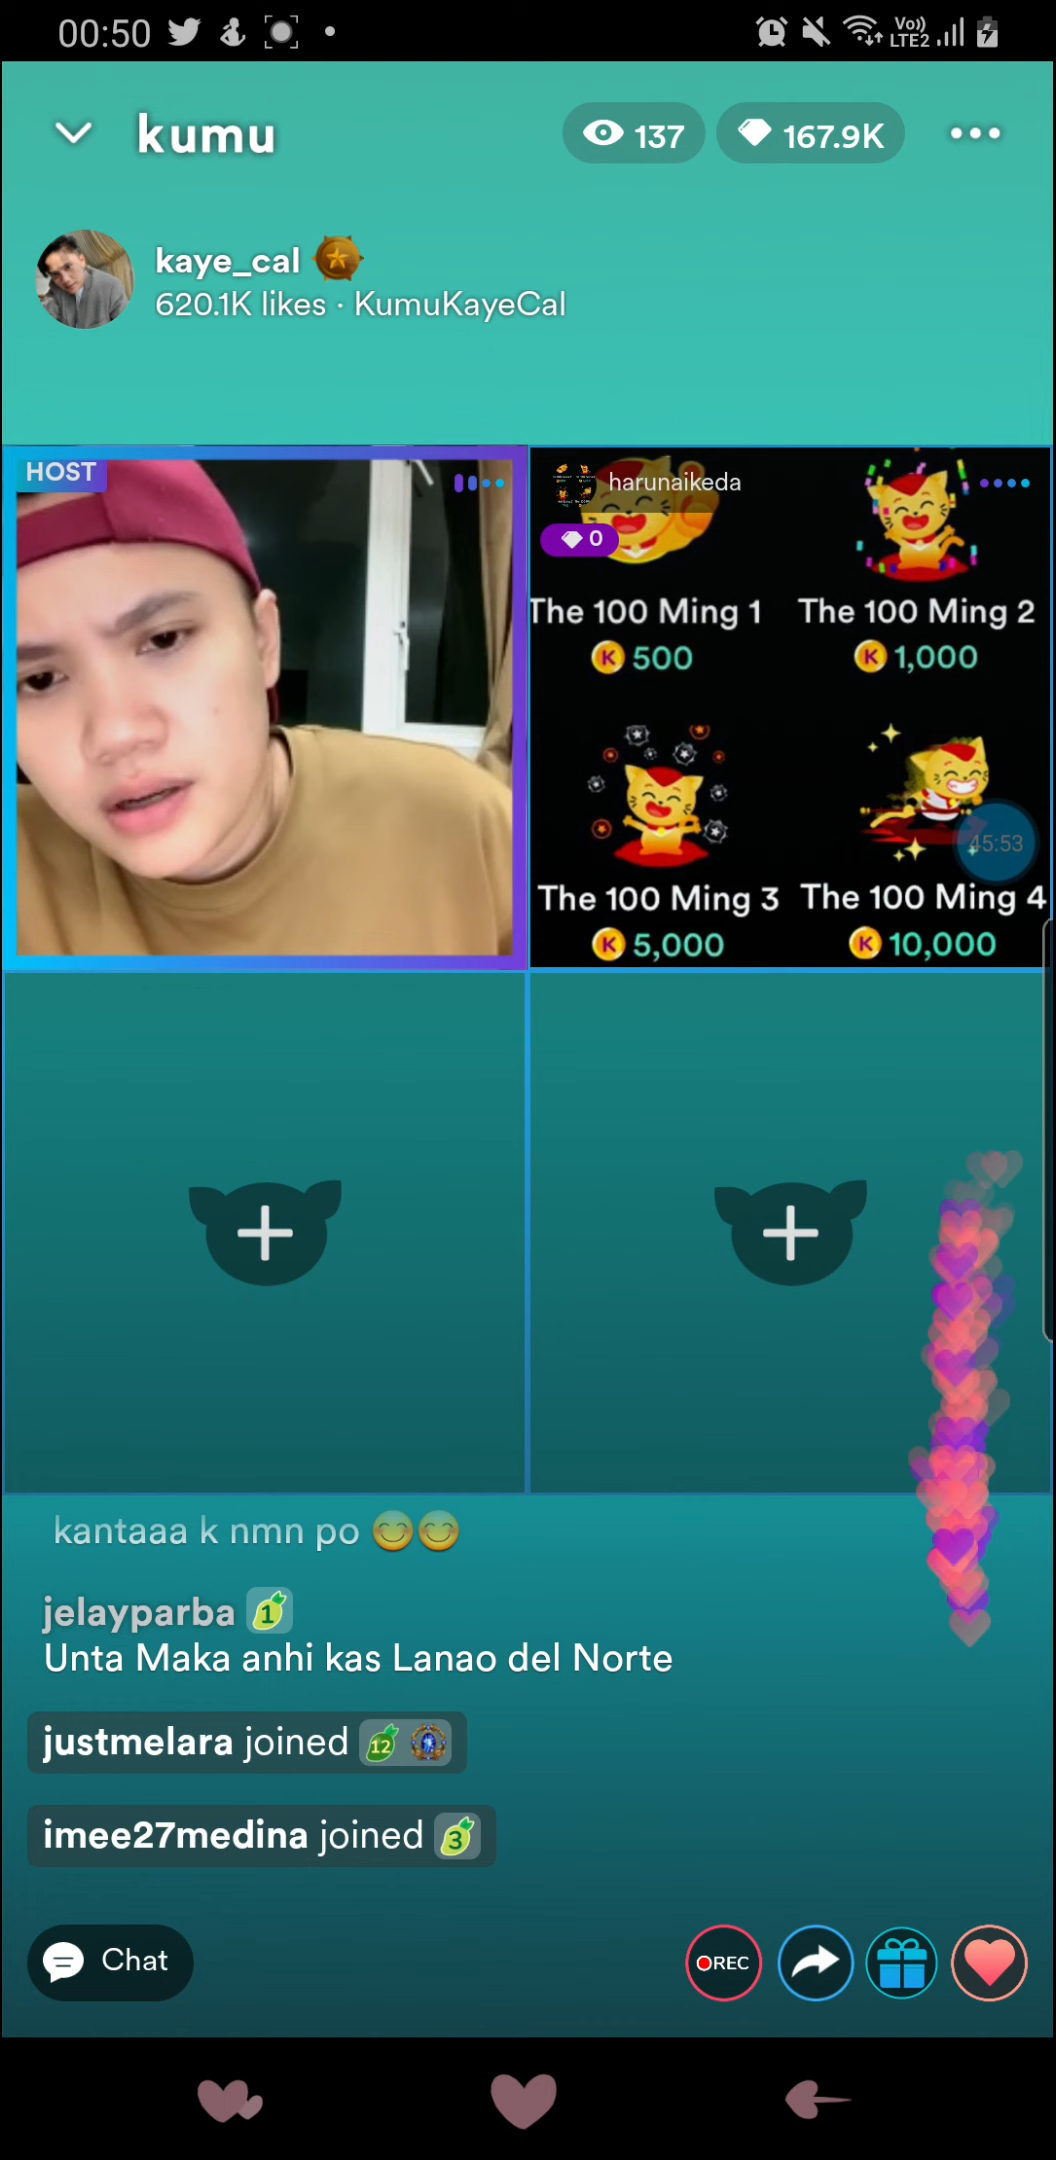 00:50
Vo)) LTE2
kumu
137
167.9K
kaye_cal
620.1K likes · KumuKayeCal
HOST
harunaikeda
0
The 100 Ming 1
The 100 Ming 2
K 500
K 1,000
45:53
The 100 Ming 3
The 100 Ming 4
K 5,000
K 10,000
kantaaa k nmn po 😊😊
jelayparba 1
Unta Maka anhi kas Lanao del Norte
justmelara joined 12
imee27medina joined 3
Chat
REC